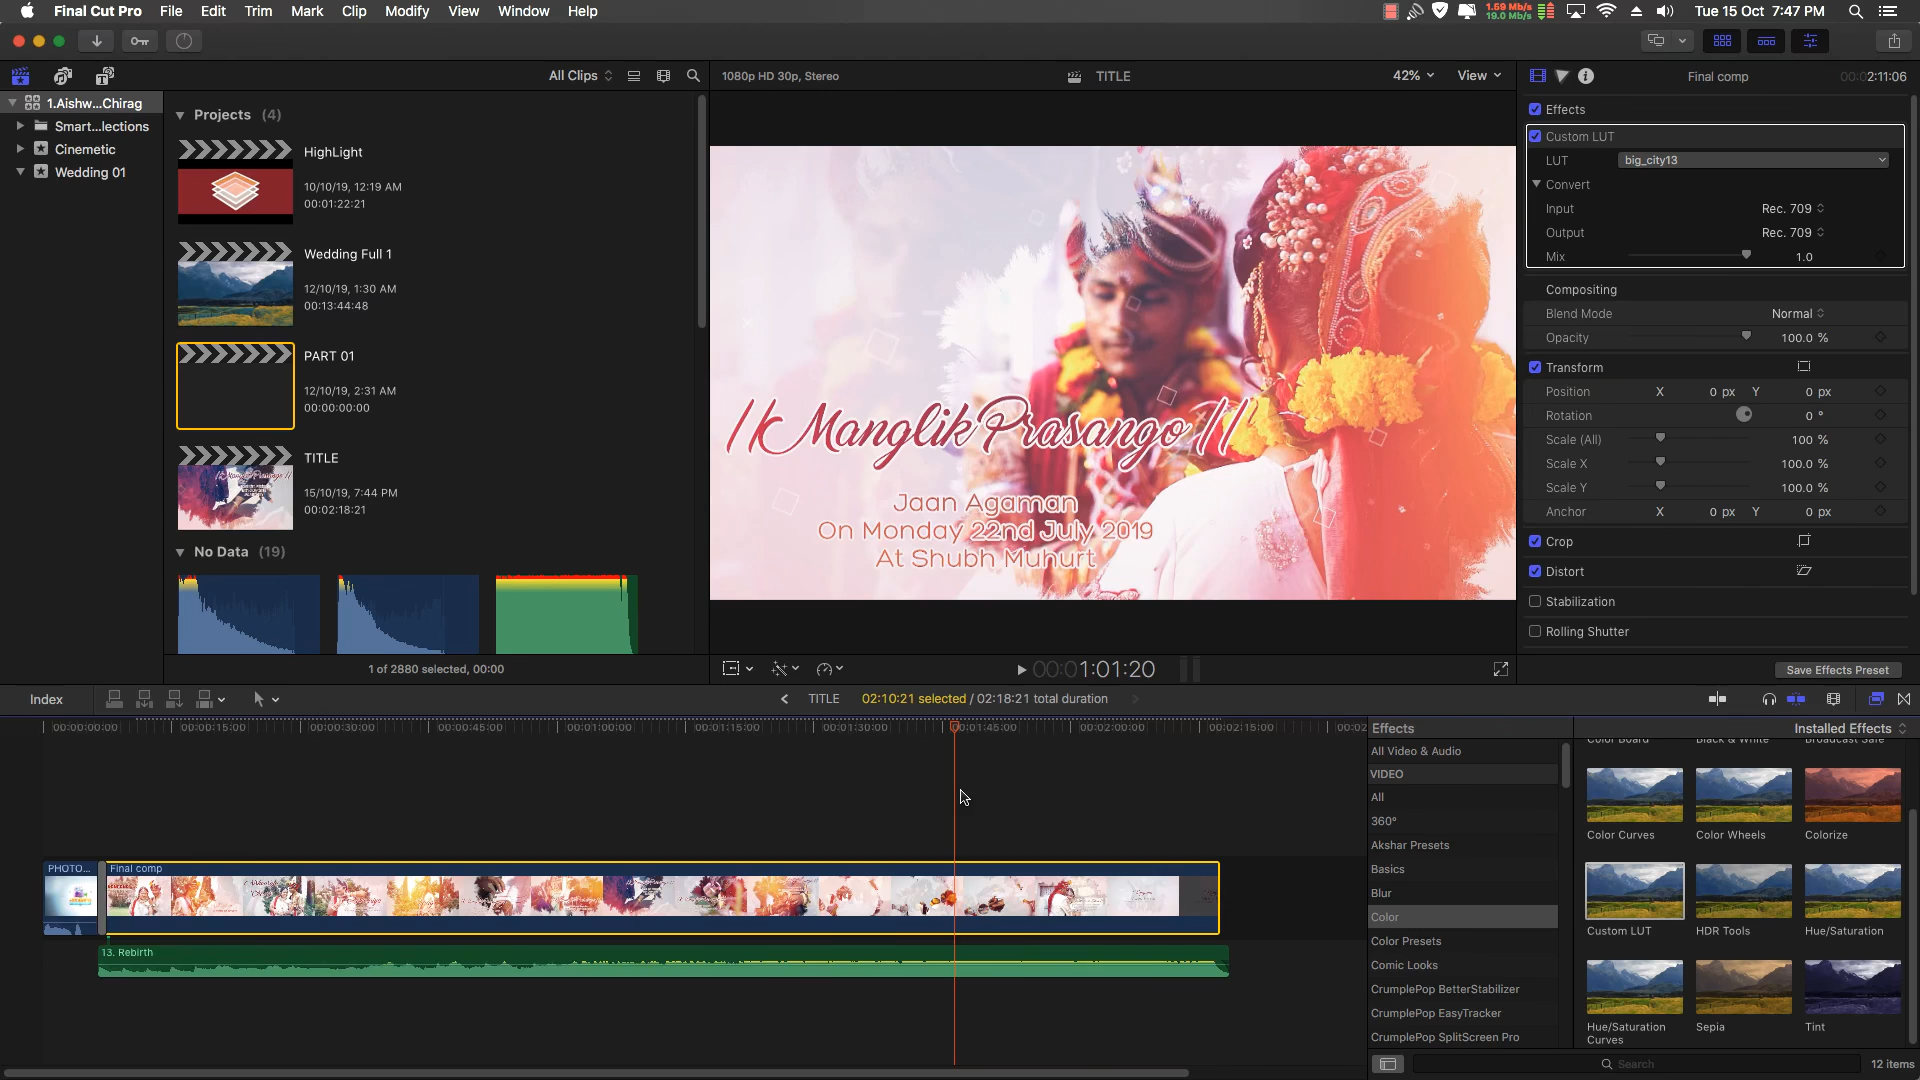 Final Cut Pro File Edit Trim Mark Clip Modify View Window Help
1.59 Mb/s
19.0 Mb/s
Tue 15 Oct 7:47 PM
All Clips
1080p HD 30p, Stereo
TITLE
42%
View
Final comp
00:02:11:06
1.Aishw...Chirag
Smart...lections
Cinemetic
Wedding 01
Projects (4)
HighLight
10/10/19, 12:19 AM
00:01:22:21
Wedding Full 1
12/10/19, 1:30 AM
00:13:44:48
PART 01
12/10/19, 2:31 AM
00:00:00:00
TITLE
15/10/19, 7:44 PM
00:02:18:21
No Data (19)
1 of 2880 selected, 00:00
// Manglik Prasango //
Jaan Agaman
On Monday 22nd July 2019
At Shubh Muhurt
00:01:01:20
Effects
Custom LUT
LUT big_city13
Convert
Input Rec. 709
Output Rec. 709
Mix 1.0
Compositing
Blend Mode Normal
Opacity 100.0 %
Transform
Position X 0 px Y 0 px
Rotation 0 °
Scale (All) 100 %
Scale X 100.0 %
Scale Y 100.0 %
Anchor X 0 px Y 0 px
Crop
Distort
Stabilization
Rolling Shutter
Save Effects Preset
Index
TITLE 02:10:21 selected / 02:18:21 total duration
00:00:00:00 00:00:15:00 00:00:30:00 00:00:45:00 00:01:00:00 00:01:15:00 00:01:30:00 00:01:45:00 00:02:00:00 00:02:15:00 00:02
PHOTO...
Final comp
13. Rebirth
Effects
Installed Effects
All Video & Audio
VIDEO
All
360°
Akshar Presets
Basics
Blur
Color
Color Presets
Comic Looks
CrumplePop BetterStabilizer
CrumplePop EasyTracker
CrumplePop SplitScreen Pro
Color Board Black & White Broadcast Safe
Color Curves Color Wheels Colorize
Custom LUT HDR Tools Hue/Saturation
Hue/Saturation Curves
Sepia Tint
Search
12 items